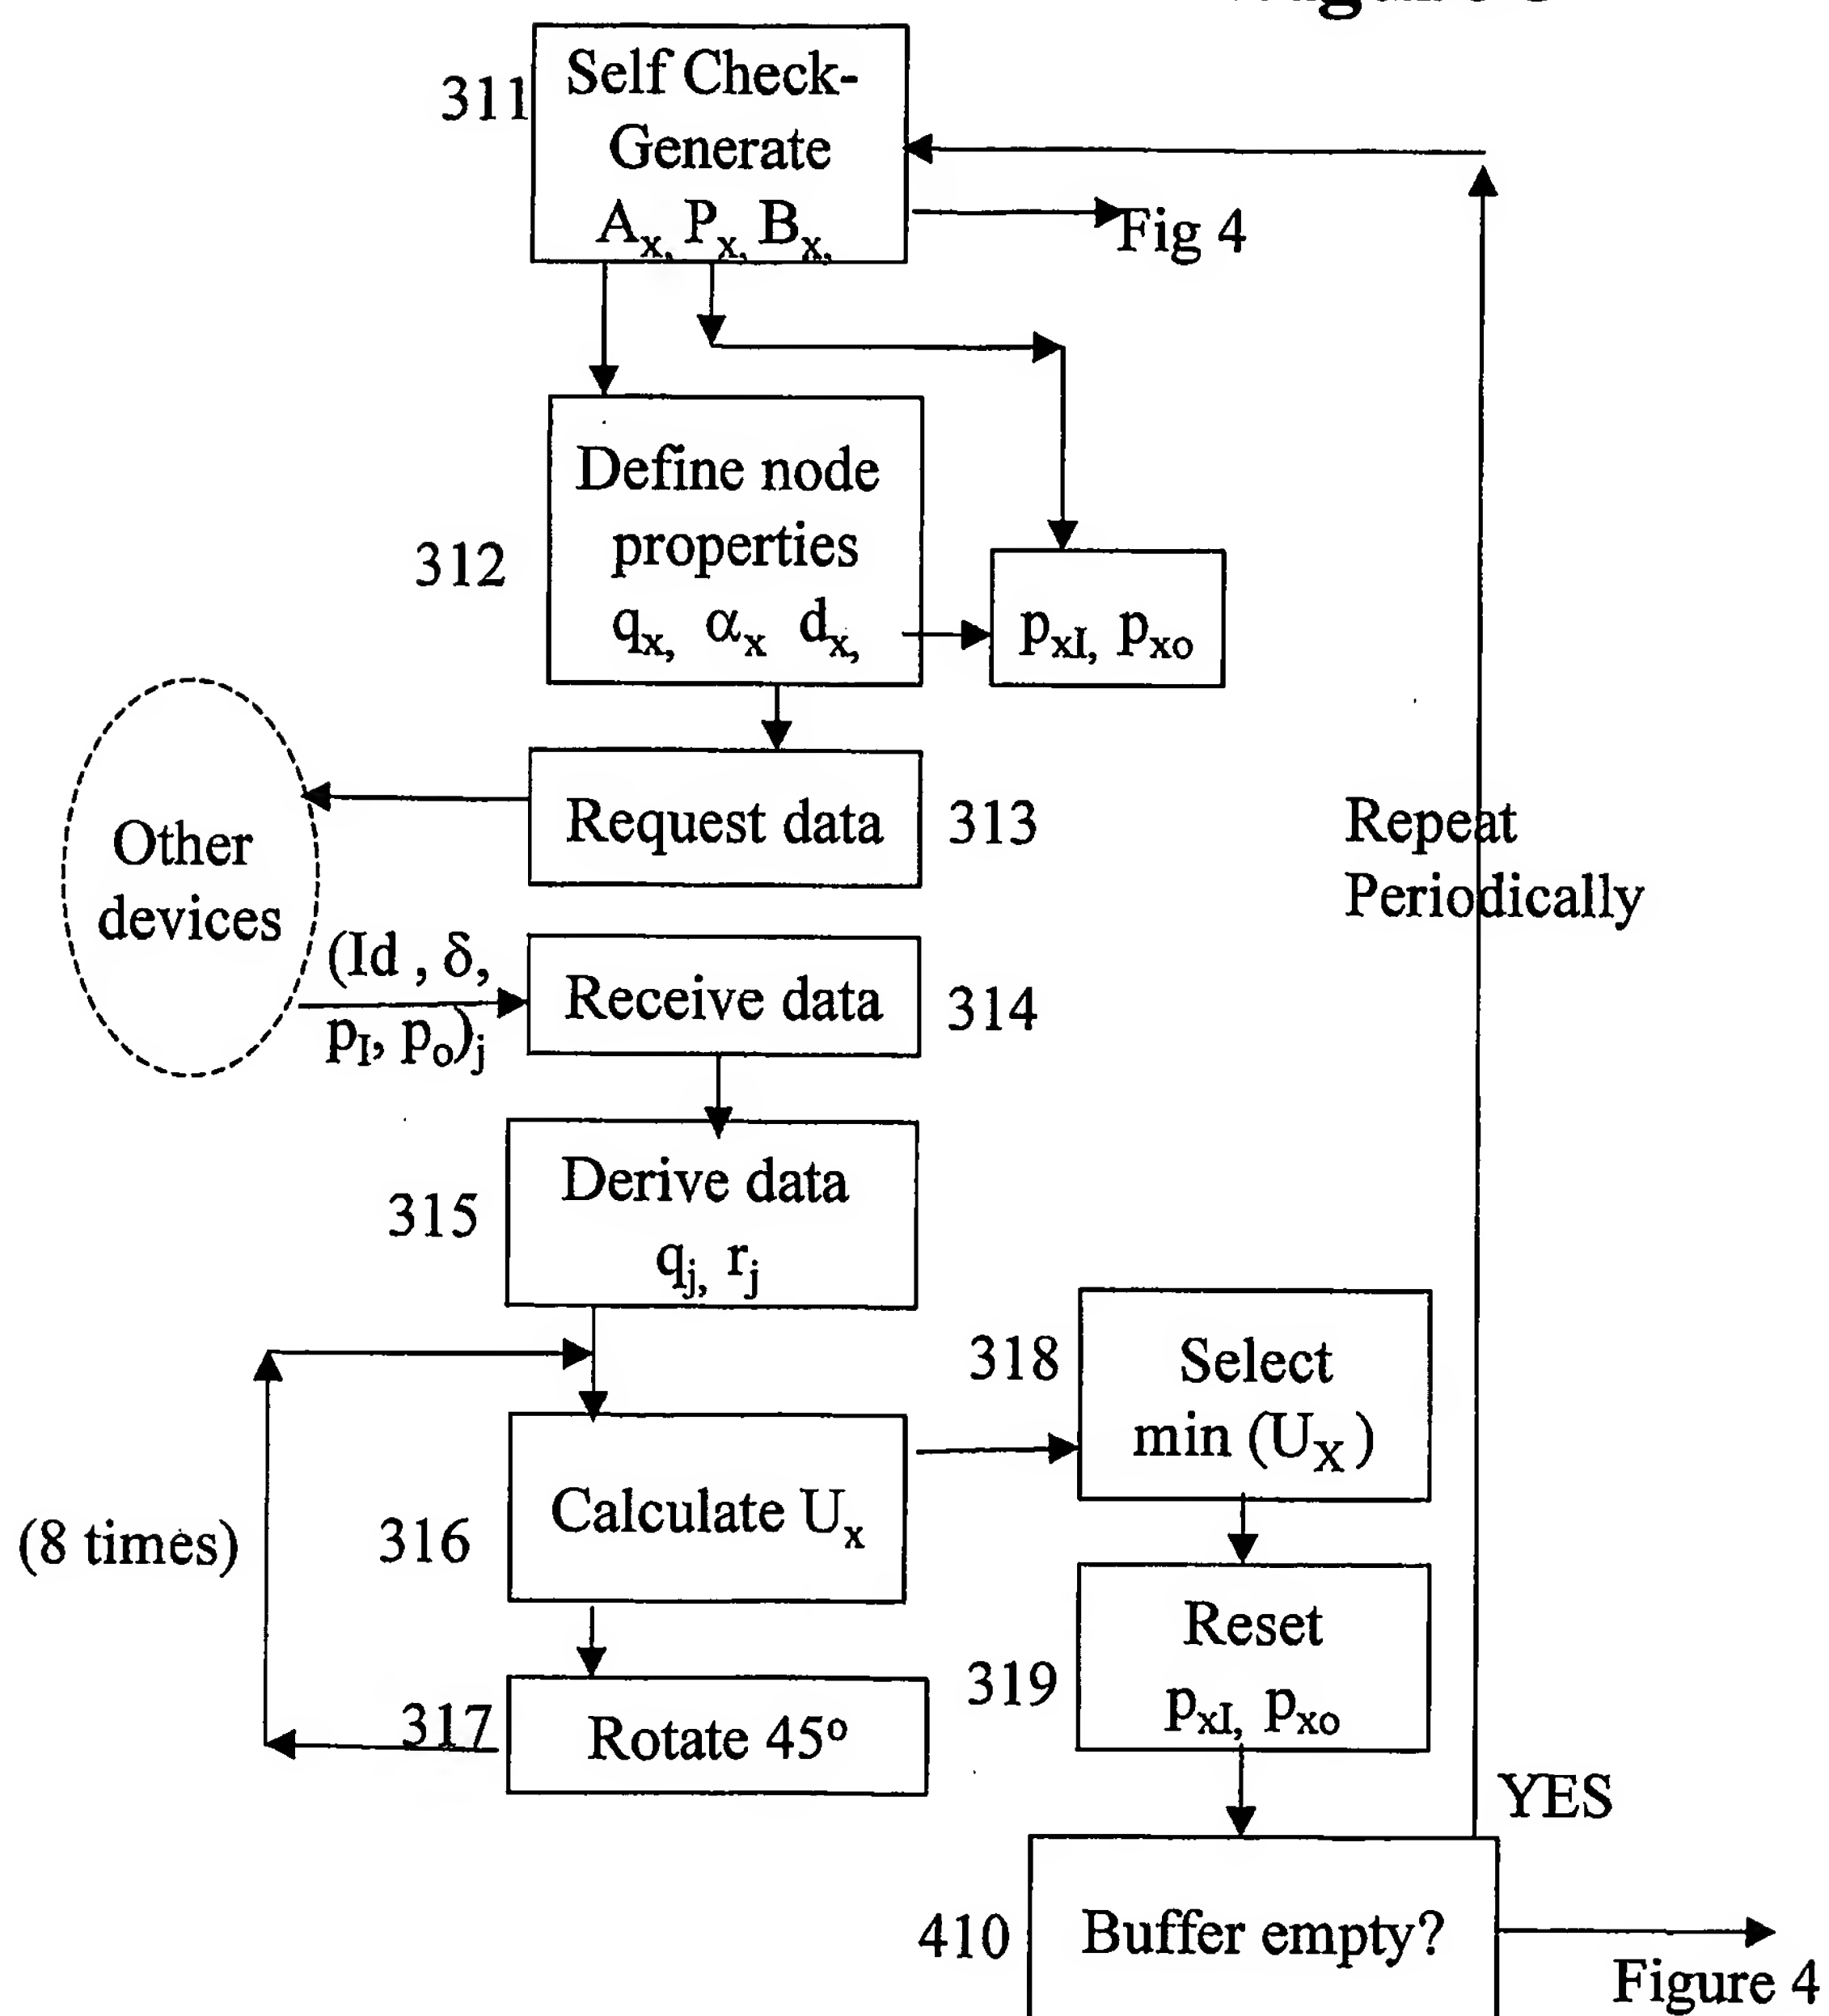 311
Self Check-
Generate
Aₓ, Pₓ, Bₓ,
Fig 4
312
Define node
properties
qₓ, αₓ dₓ,
pₓI, pₓₒ
Other
devices
Request data
313
Repeat
Periodically
(Id , δ,
pI, pₒ)ⱼ
Receive data
314
315
Derive data
qⱼ, rⱼ
318
Select
min (Uₓ)
(8 times)
316
Calculate Uₓ
319
Reset
pₓI, pₓₒ
317
Rotate 45º
YES
410
Buffer empty?
Figure 4